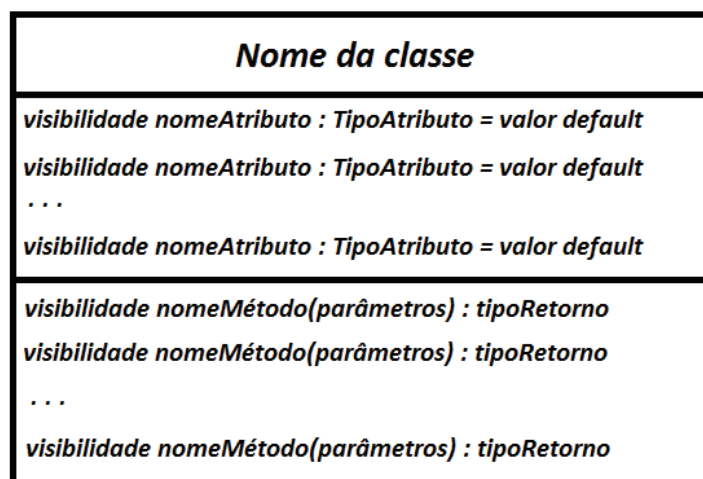 Nome da classe
visibilidade nomeAtributo : TipoAtributo = valor default
visibilidade nomeAtributo : TipoAtributo = valor default
. . .
visibilidade nomeAtributo : TipoAtributo = valor default
visibilidade nomeMétodo(parâmetros) : tipoRetorno
visibilidade nomeMétodo(parâmetros) : tipoRetorno
. . .
visibilidade nomeMétodo(parâmetros) : tipoRetorno